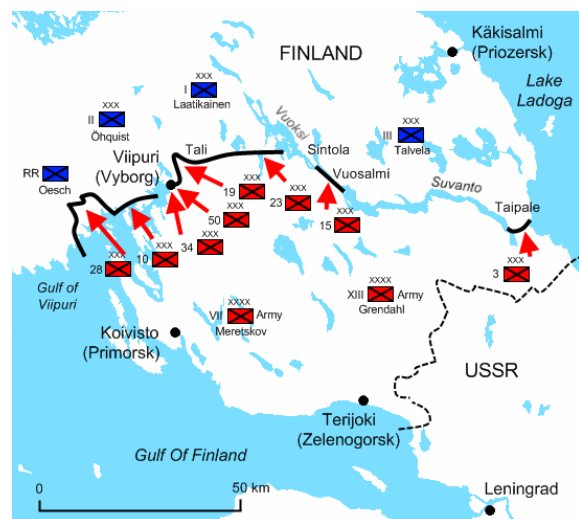 Käkisalmi
(Priozersk)
FINLAND
XXX
I
Laatikainen
Lake
Ladoga
XXX
II
Öhquist
Vuoksi
XXX
III
Talvela
Tali
Sintola
Viipuri
(Vyborg)
RR
Oesch
Vuosalmi
Suvanto
XXX
19
XXX
23
Taipale
XXX
50
XXX
15
XXX
34
XXX
10
XXX
28
XXX
3
Gulf of
Viipuri
XXXX
XIII Army
Grendahl
XXXX
VII Army
Meretskov
Koivisto
(Primorsk)
USSR
Terijoki
(Zelenogorsk)
Gulf Of Finland
0 50 km
Leningrad